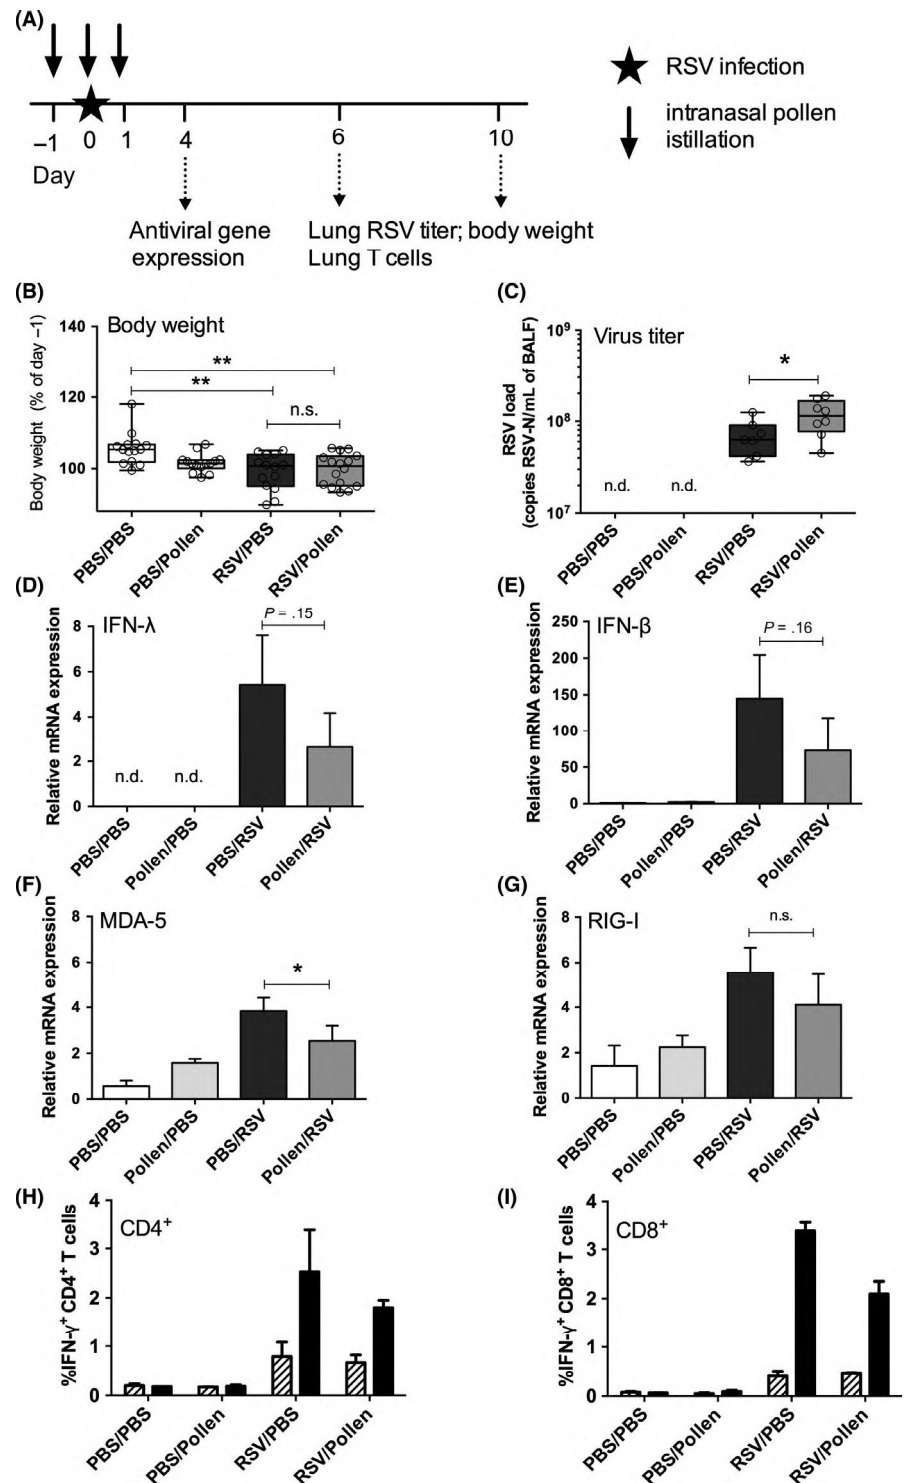 (A)
RSV infection
intranasal pollen
istillation
–1 0 1 4 6 10
Day
Antiviral gene
expression
Lung RSV titer; body weight
Lung T cells
(B)
Body weight
Body weight (% of day –1)
140
120
100
**
**
n.s.
PBS/PBS
PBS/Pollen
RSV/PBS
RSV/Pollen
(C)
Virus titer
RSV load
(copies RSV-N/mL of BALF)
10^9
10^8
10^7
n.d.
n.d.
*
PBS/PBS
PBS/Pollen
RSV/PBS
RSV/Pollen
(D)
IFN-λ
Relative mRNA expression
8
6
4
2
0
n.d.
n.d.
P = .15
PBS/PBS
Pollen/PBS
PBS/RSV
Pollen/RSV
(E)
IFN-β
Relative mRNA expression
250
200
150
100
50
0
P = .16
PBS/PBS
Pollen/PBS
PBS/RSV
Pollen/RSV
(F)
MDA-5
Relative mRNA expression
8
6
4
2
0
*
PBS/PBS
Pollen/PBS
PBS/RSV
Pollen/RSV
(G)
RIG-I
Relative mRNA expression
8
6
4
2
0
n.s.
PBS/PBS
Pollen/PBS
PBS/RSV
Pollen/RSV
(H)
CD4+
%IFN-γ+ CD4+ T cells
4
3
2
1
0
PBS/PBS
PBS/Pollen
RSV/PBS
RSV/Pollen
(I)
CD8+
%IFN-γ+ CD8+ T cells
4
3
2
1
0
PBS/PBS
PBS/Pollen
RSV/PBS
RSV/Pollen